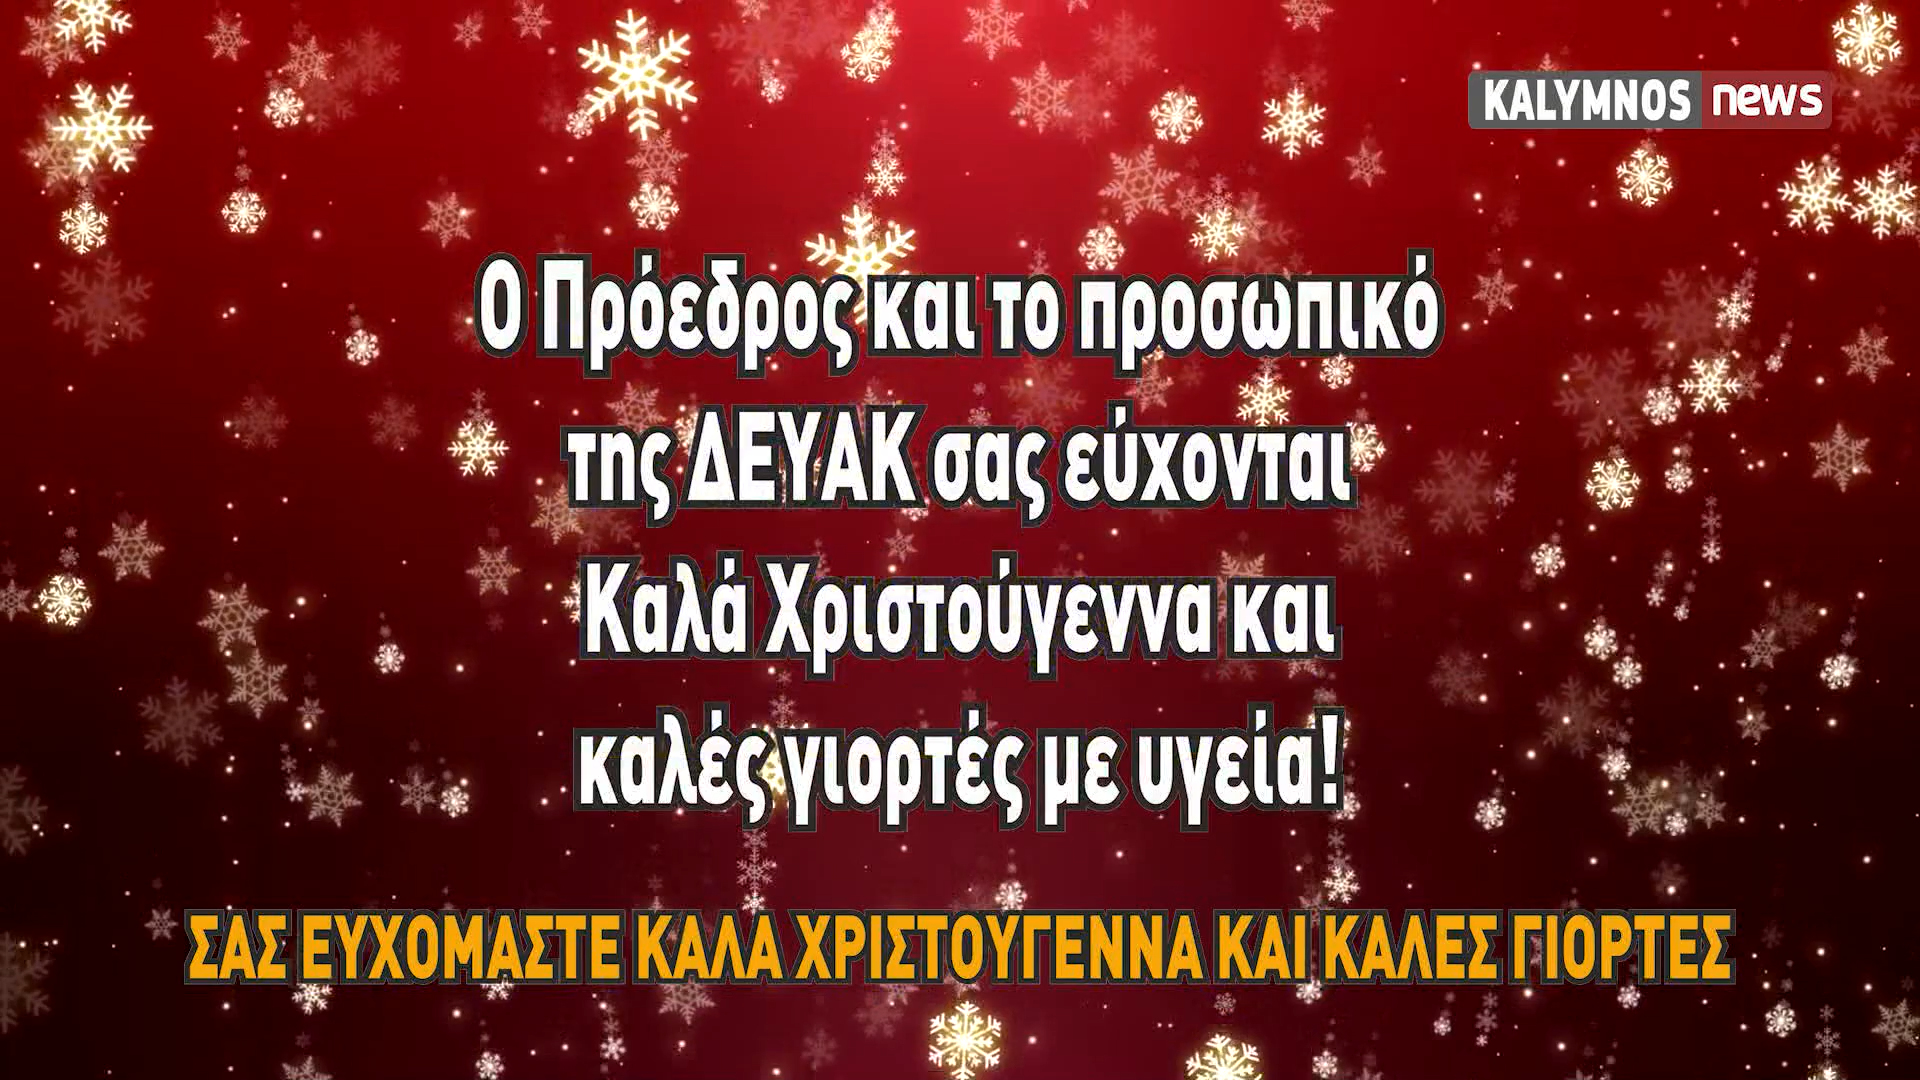 KALYMNOS news
Ο Πρόεδρος και το προσωπικό
της ΔΕΥΑΚ σας εύχονται
Καλά Χριστούγεννα και
καλές γιορτές με υγεία!
ΣΑΣ ΕΥΧΟΜΑΣΤΕ ΚΑΛΑ ΧΡΙΣΤΟΥΓΕΝΝΑ ΚΑΙ ΚΑΛΕΣ ΓΙΟΡΤΕΣ